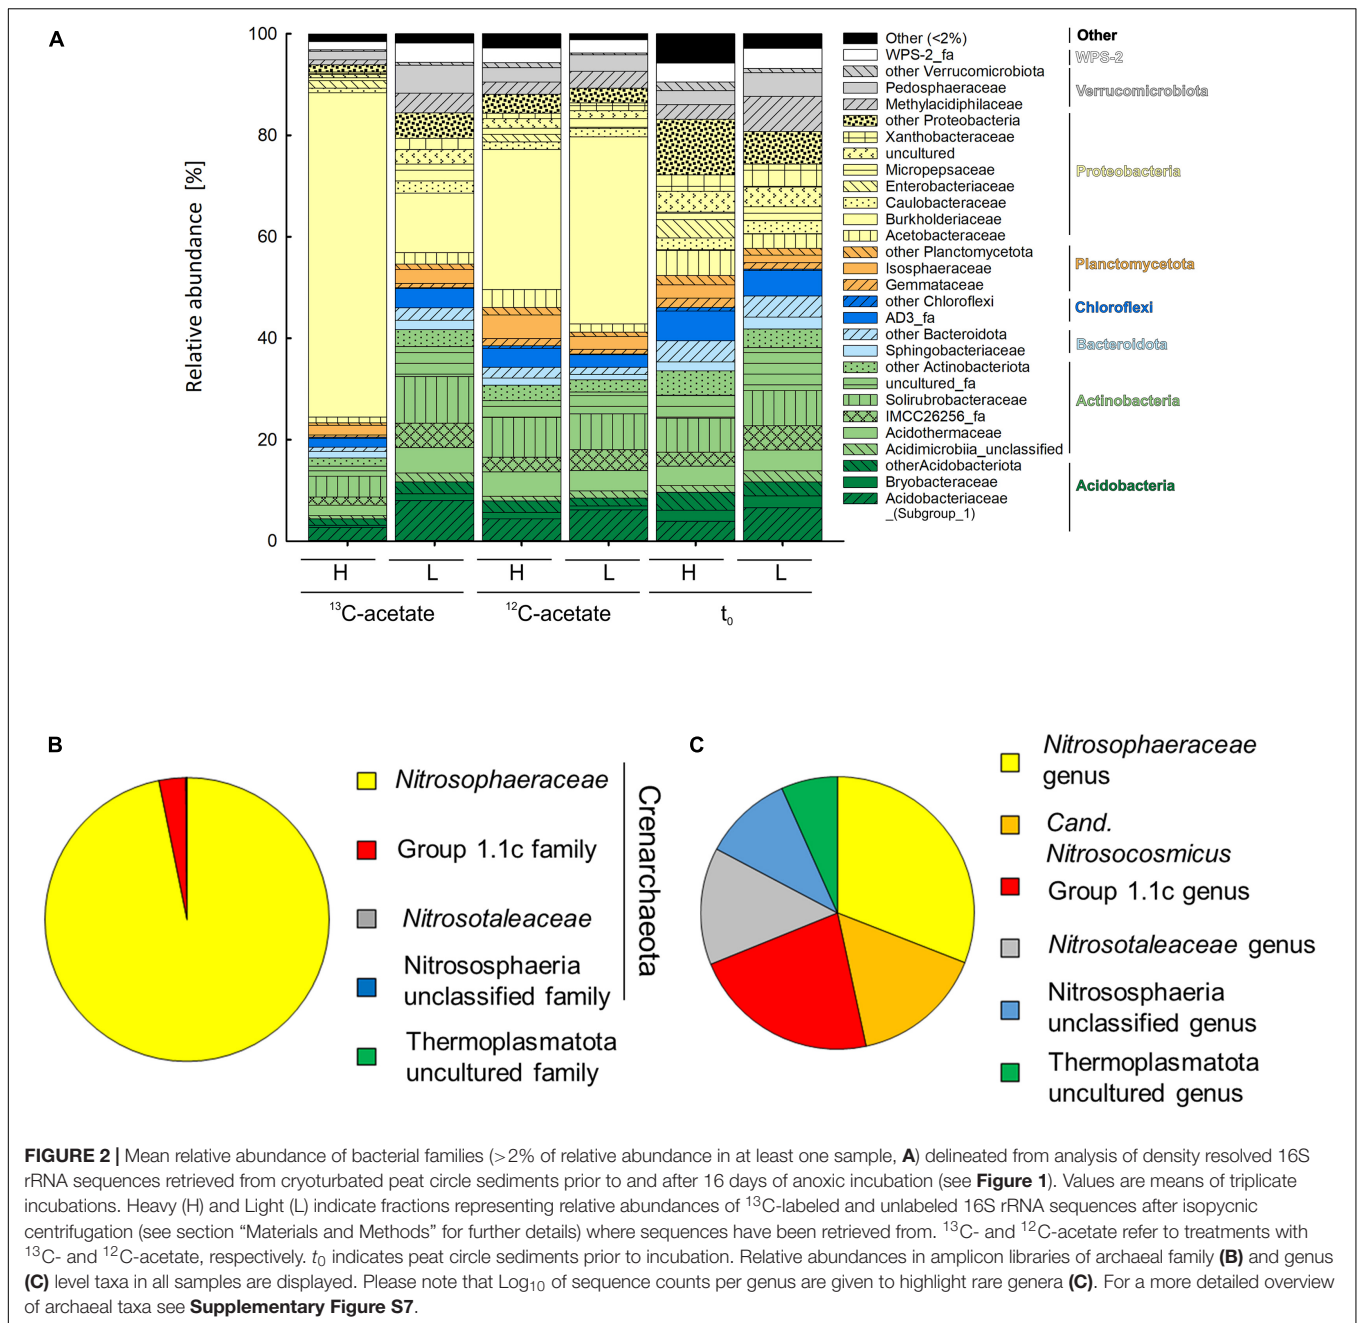 A
100
80
60
40
20
0
Relative abundance [%]
H
L
H
L
H
L
13C-acetate
12C-acetate
t0
Other (<2%)
WPS-2_fa
other Verrucomicrobiota
Pedosphaeraceae
Methylacidiphilaceae
other Proteobacteria
Xanthobacteraceae
uncultured
Micropepsaceae
Enterobacteriaceae
Caulobacteraceae
Burkholderiaceae
Acetobacteraceae
other Planctomycetota
Isosphaeraceae
Gemmataceae
other Chloroflexi
AD3_fa
other Bacteroidota
Sphingobacteriaceae
other Actinobacteriota
uncultured_fa
Solirubrobacteraceae
IMCC26256_fa
Acidothermaceae
Acidimicrobiia_unclassified
otherAcidobacteriota
Bryobacteraceae
Acidobacteriaceae
_(Subgroup_1)
Other
WPS-2
Verrucomicrobiota
Proteobacteria
Planctomycetota
Chloroflexi
Bacteroidota
Actinobacteria
Acidobacteria
B
Nitrosophaeraceae
Group 1.1c family
Nitrosotaleaceae
Nitrososphaeria
unclassified family
Thermoplasmatota
uncultured family
Crenarchaeota
C
Nitrosophaeraceae
genus
Cand.
Nitrosocosmicus
Group 1.1c genus
Nitrosotaleaceae genus
Nitrososphaeria
unclassified genus
Thermoplasmatota
uncultured genus
FIGURE 2 | Mean relative abundance of bacterial families (>2% of relative abundance in at least one sample, A) delineated from analysis of density resolved 16S
rRNA sequences retrieved from cryoturbated peat circle sediments prior to and after 16 days of anoxic incubation (see Figure 1). Values are means of triplicate
incubations. Heavy (H) and Light (L) indicate fractions representing relative abundances of 13C-labeled and unlabeled 16S rRNA sequences after isopycnic
centrifugation (see section “Materials and Methods” for further details) where sequences have been retrieved from. 13C- and 12C-acetate refer to treatments with
13C- and 12C-acetate, respectively. t0 indicates peat circle sediments prior to incubation. Relative abundances in amplicon libraries of archaeal family (B) and genus
(C) level taxa in all samples are displayed. Please note that Log10 of sequence counts per genus are given to highlight rare genera (C). For a more detailed overview
of archaeal taxa see Supplementary Figure S7.